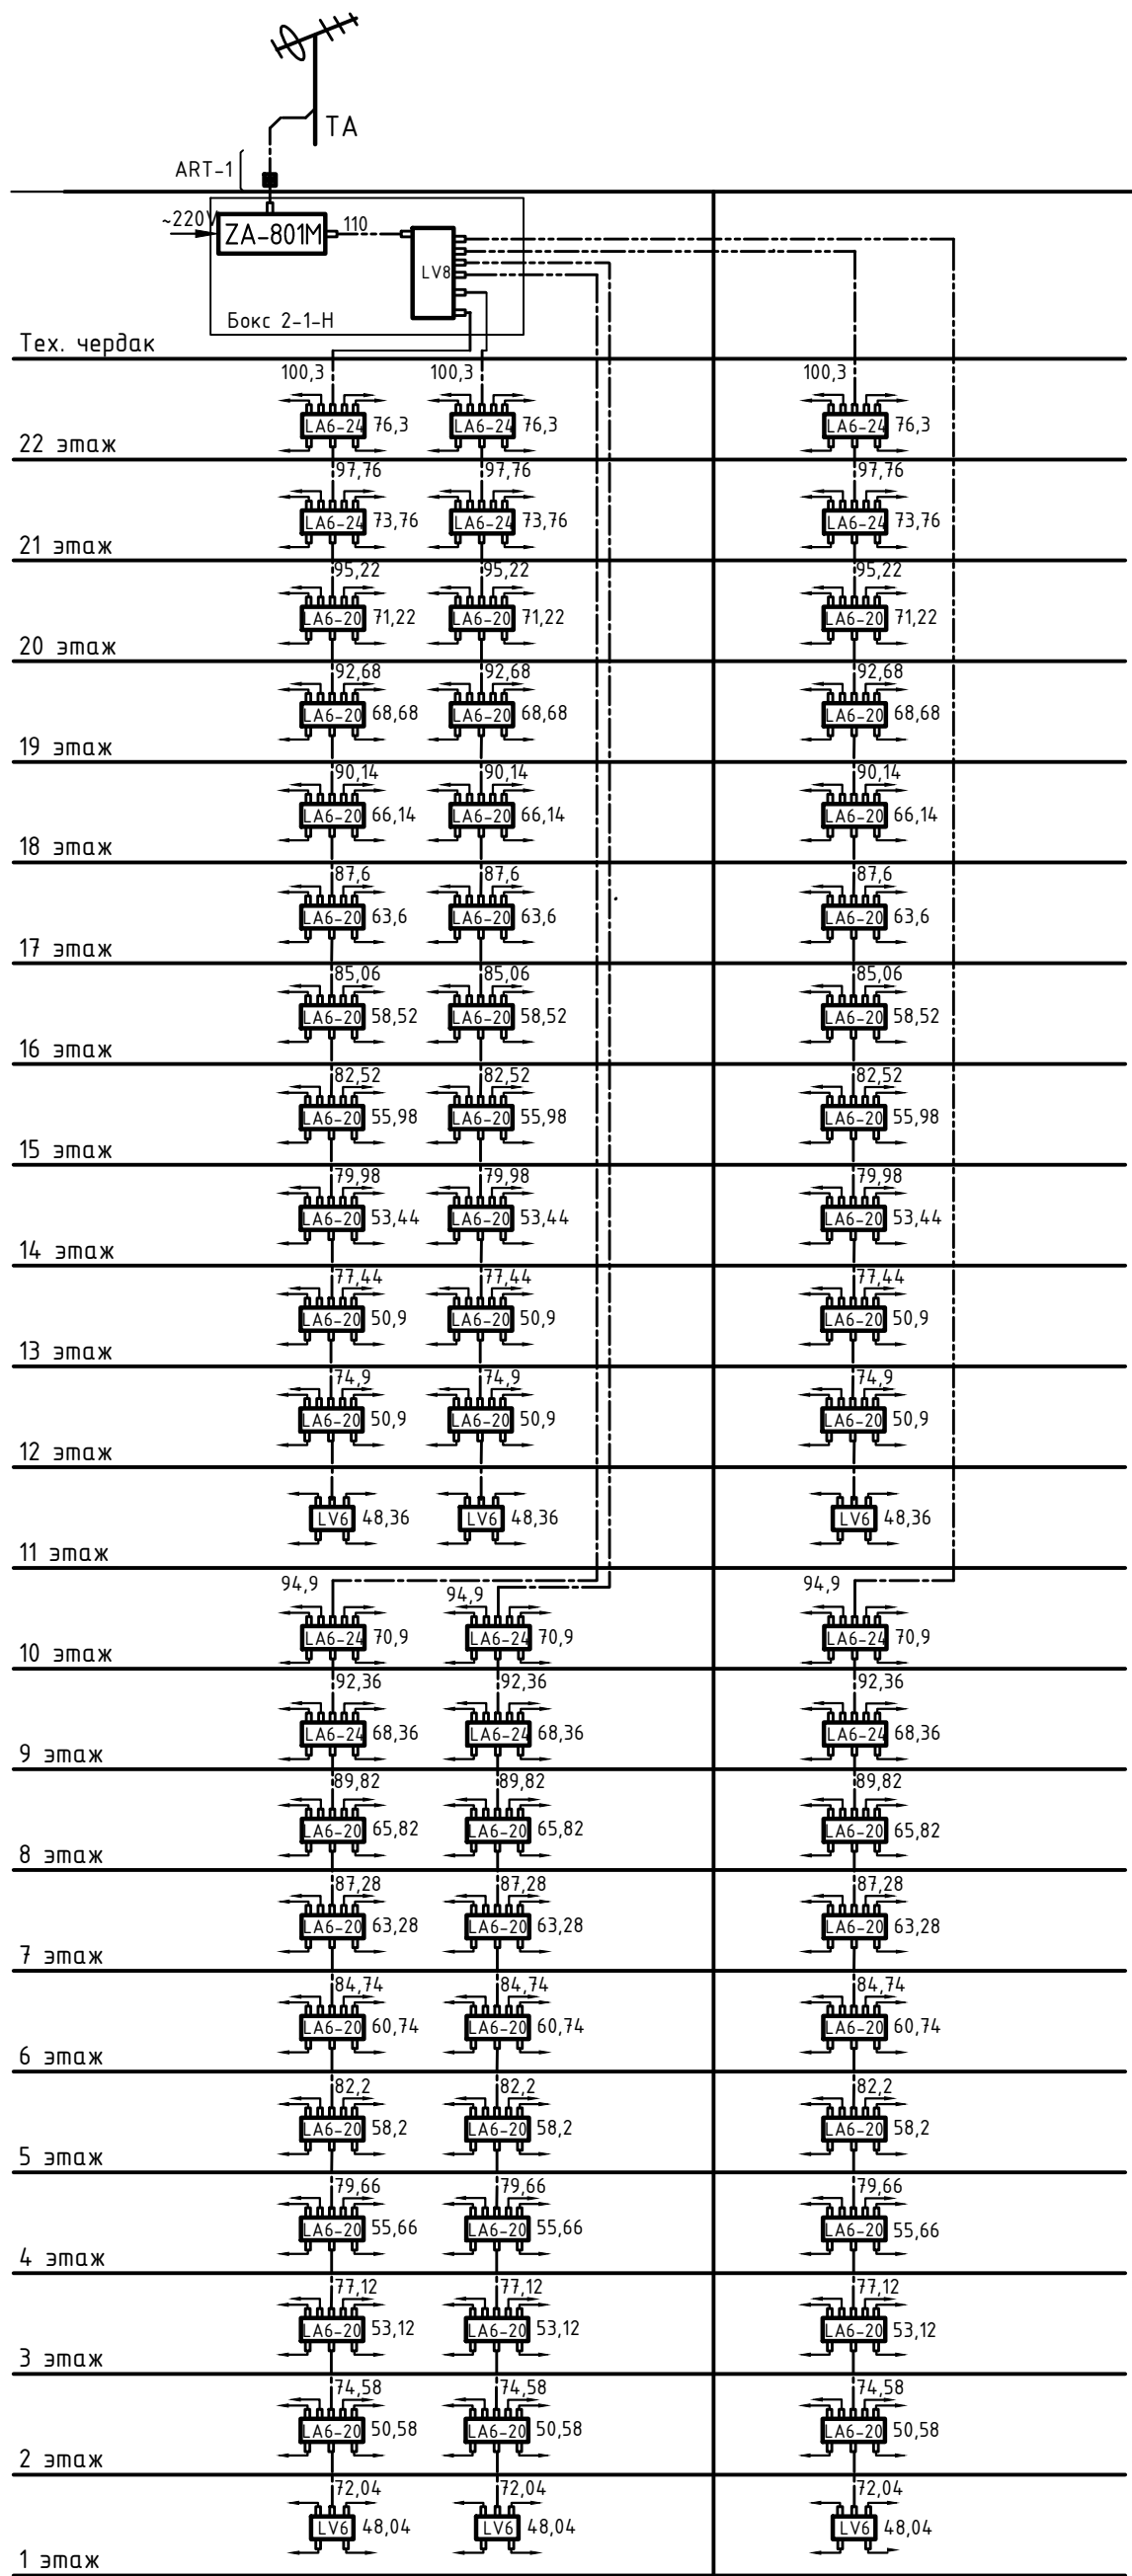 TA
ART-1
~220V ZA-801M 110
LV8
Бокс 2-1-Н
Тех. чердак
100,3 100,3 100,3
LA6-24 76,3 LA6-24 76,3 LA6-24 76,3
22 этаж
97,76 97,76 97,76
LA6-24 73,76 LA6-24 73,76 LA6-24 73,76
21 этаж
95,22 95,22 95,22
LA6-20 71,22 LA6-20 71,22 LA6-20 71,22
20 этаж
92,68 92,68 92,68
LA6-20 68,68 LA6-20 68,68 LA6-20 68,68
19 этаж
90,14 90,14 90,14
LA6-20 66,14 LA6-20 66,14 LA6-20 66,14
18 этаж
87,6 87,6 87,6
LA6-20 63,6 LA6-20 63,6 LA6-20 63,6
17 этаж
85,06 85,06 85,06
LA6-20 58,52 LA6-20 58,52 LA6-20 58,52
16 этаж
82,52 82,52 82,52
LA6-20 55,98 LA6-20 55,98 LA6-20 55,98
15 этаж
79,98 79,98 79,98
LA6-20 53,44 LA6-20 53,44 LA6-20 53,44
14 этаж
77,44 77,44 77,44
LA6-20 50,9 LA6-20 50,9 LA6-20 50,9
13 этаж
74,9 74,9 74,9
LA6-20 50,9 LA6-20 50,9 LA6-20 50,9
12 этаж
LV6 48,36 LV6 48,36 LV6 48,36
11 этаж
94,9 94,9 94,9
LA6-24 70,9 LA6-24 70,9 LA6-24 70,9
10 этаж
92,36 92,36 92,36
LA6-24 68,36 LA6-24 68,36 LA6-24 68,36
9 этаж
89,82 89,82 89,82
LA6-20 65,82 LA6-20 65,82 LA6-20 65,82
8 этаж
87,28 87,28 87,28
LA6-20 63,28 LA6-20 63,28 LA6-20 63,28
7 этаж
84,74 84,74 84,74
LA6-20 60,74 LA6-20 60,74 LA6-20 60,74
6 этаж
82,2 82,2 82,2
LA6-20 58,2 LA6-20 58,2 LA6-20 58,2
5 этаж
79,66 79,66 79,66
LA6-20 55,66 LA6-20 55,66 LA6-20 55,66
4 этаж
77,12 77,12 77,12
LA6-20 53,12 LA6-20 53,12 LA6-20 53,12
3 этаж
74,58 74,58 74,58
LA6-20 50,58 LA6-20 50,58 LA6-20 50,58
2 этаж
72,04 72,04 72,04
LV6 48,04 LV6 48,04 LV6 48,04
1 этаж